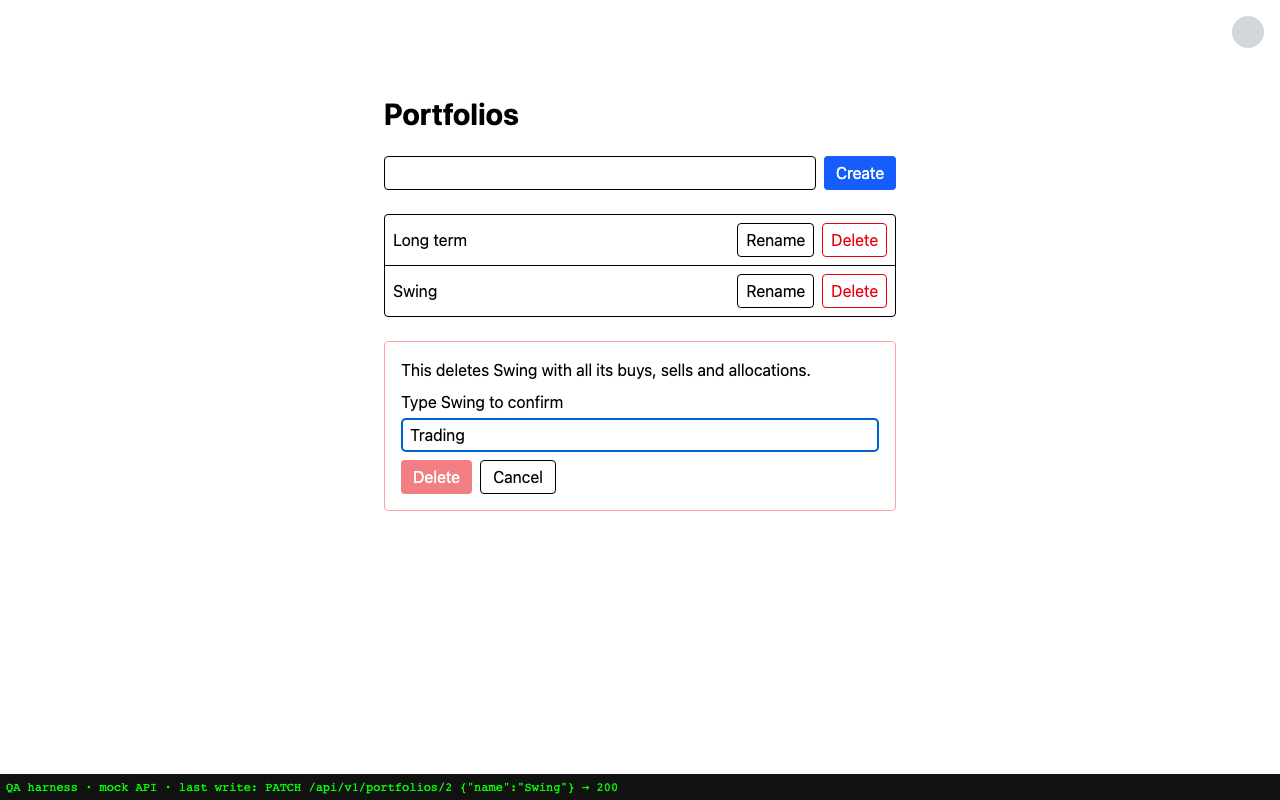 Portfolios
Create
Long term Rename Delete
Swing Rename Delete
This deletes Swing with all its buys, sells and allocations.
Type Swing to confirm
Trading
Delete Cancel
QA harness · mock API · last write: PATCH /api/v1/portfolios/2 {"name":"Swing"} → 200